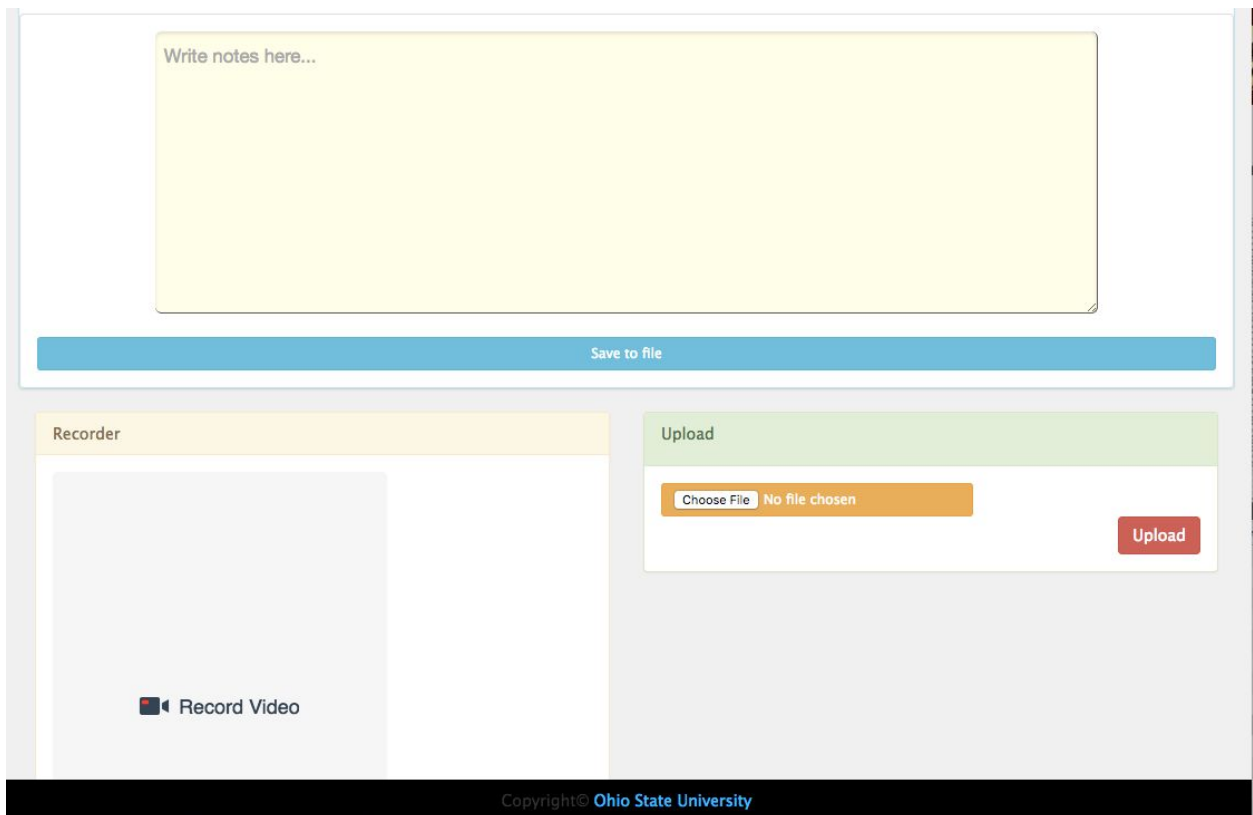 Write notes here...
Save to file
Recorder
Upload
Choose File No file chosen
Upload
Record Video
Copyright© Ohio State University